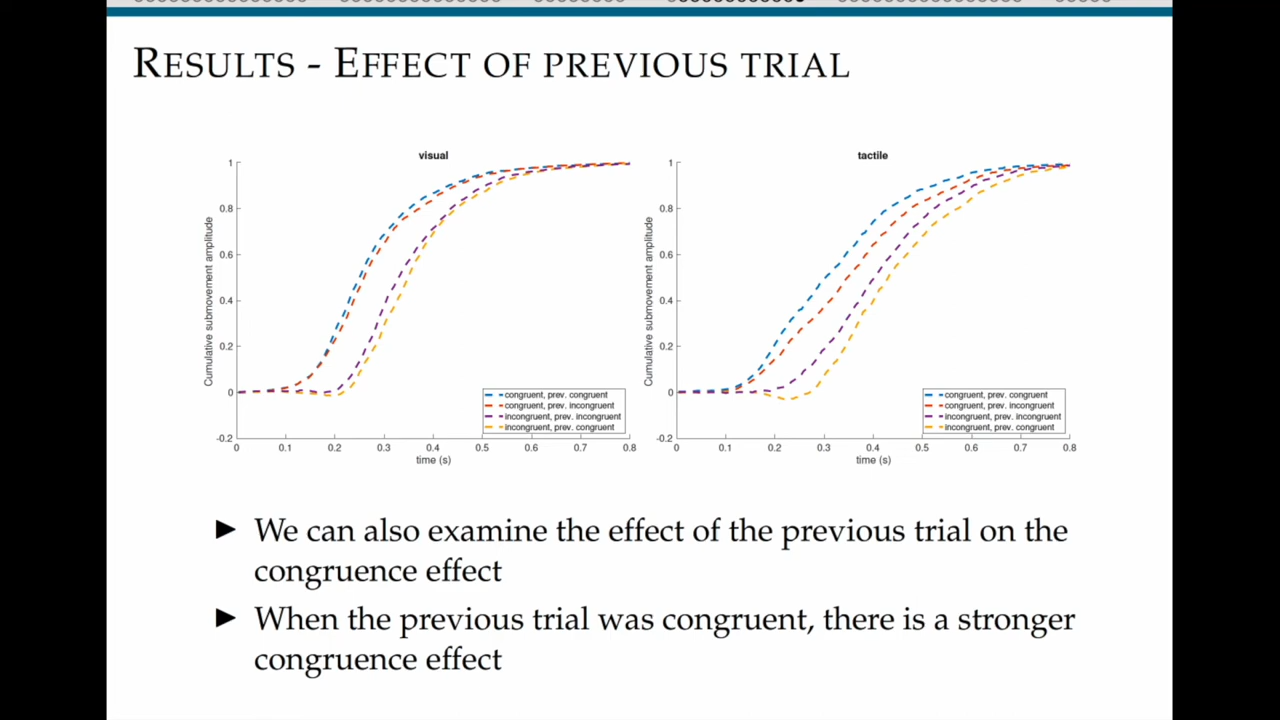 RESULTS - EFFECT OF PREVIOUS TRIAL
visual
Cumulative submovement amplitude
1
0.8
0.6
0.4
0.2
0
-0.2
0 0.1 0.2 0.3 0.4 0.5 0.6 0.7 0.8
time (s)
congruent, prev. congruent
congruent, prev. incongruent
incongruent, prev. incongruent
incongruent, prev. congruent
tactile
Cumulative submovement amplitude
1
0.8
0.6
0.4
0.2
0
-0.2
0 0.1 0.2 0.3 0.4 0.5 0.6 0.7 0.8
time (s)
congruent, prev. congruent
congruent, prev. incongruent
incongruent, prev. incongruent
incongruent, prev. congruent
We can also examine the effect of the previous trial on the
congruence effect
When the previous trial was congruent, there is a stronger
congruence effect